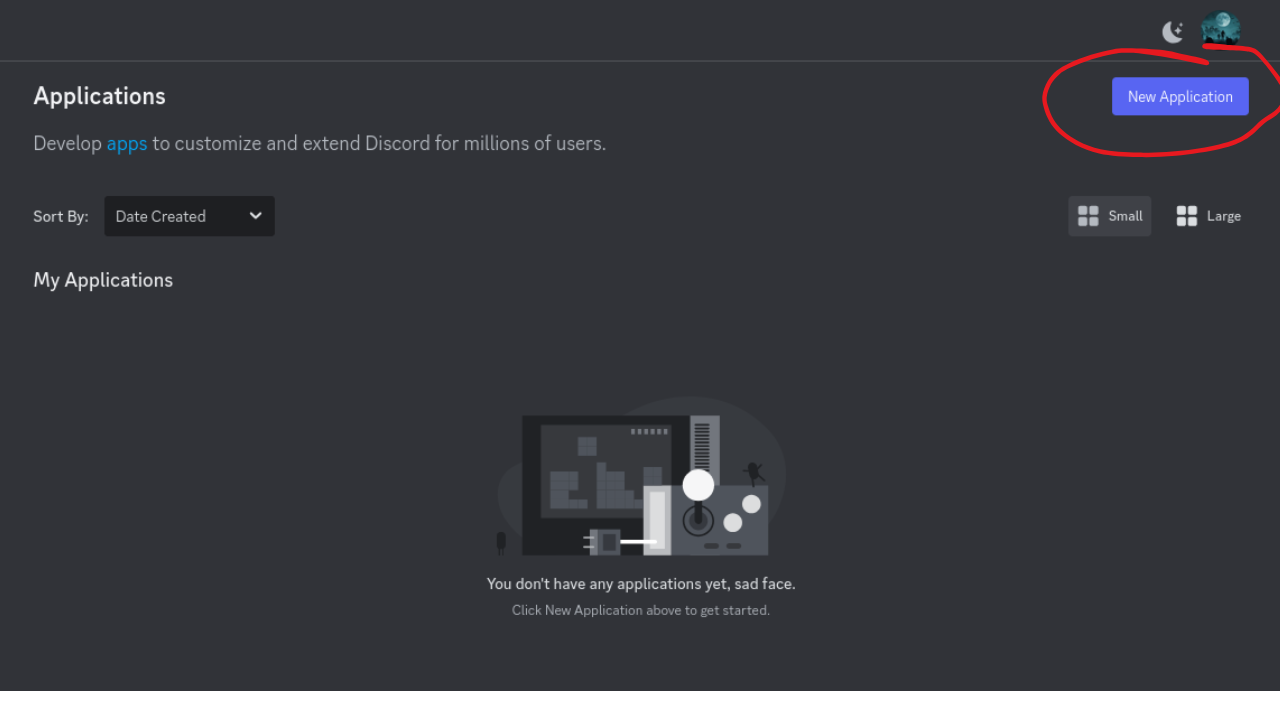 Applications
New Application
Develop apps to customize and extend Discord for millions of users.
Sort By: Date Created
Small Large
My Applications
You don't have any applications yet, sad face.
Click New Application above to get started.